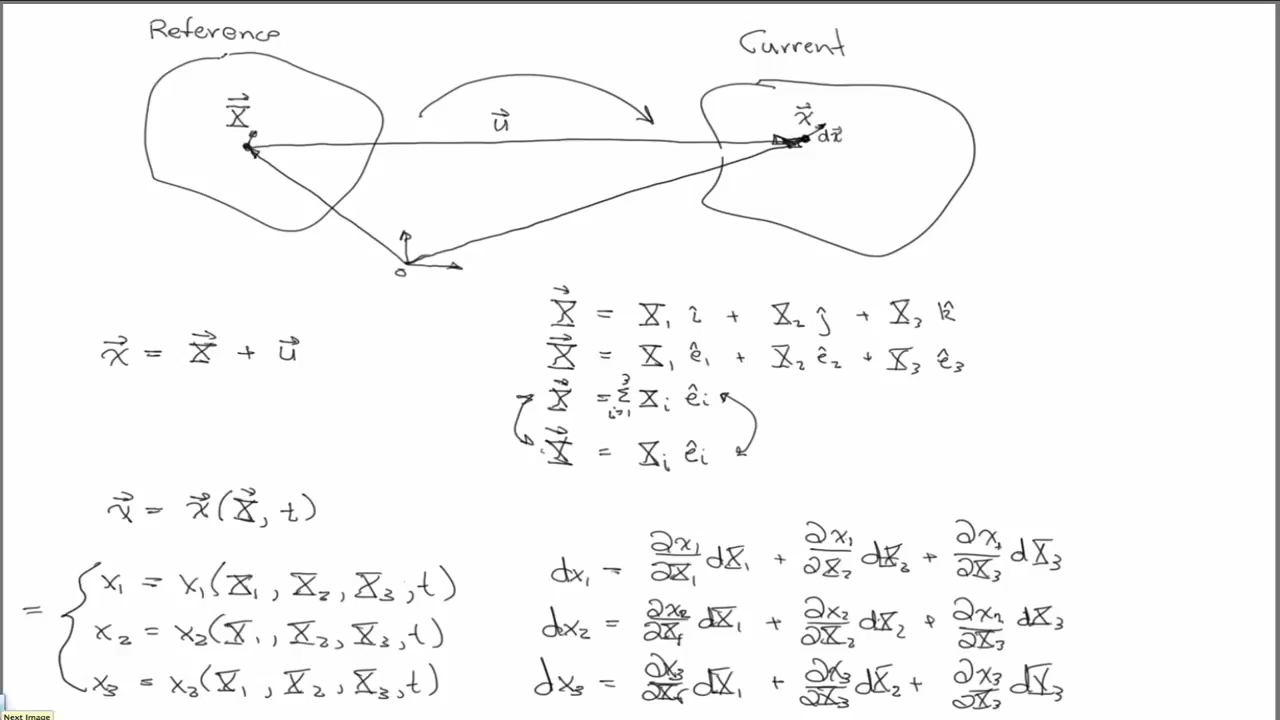 Reference
Current
X⃗
u⃗
x⃗
dx⃗
o
X⃗ = X₁ î + X₂ ĵ + X₃ k̂
x⃗ = X⃗ + u⃗
X⃗ = X₁ ê₁ + X₂ ê₂ + X₃ ê₃
X⃗ = ∑ᵢ₌₁³ Xᵢ êᵢ
X⃗ = Xᵢ êᵢ
x⃗ = x⃗(X⃗, t)
= { x₁ = x₁(X₁, X₂, X₃, t)
x₂ = x₂(X₁, X₂, X₃, t)
x₃ = x₃(X₁, X₂, X₃, t)
dx₁ = ∂x₁/∂X₁ dX₁ + ∂x₁/∂X₂ dX₂ + ∂x₁/∂X₃ dX₃
dx₂ = ∂x₂/∂X₁ dX₁ + ∂x₂/∂X₂ dX₂ + ∂x₂/∂X₃ dX₃
dx₃ = ∂x₃/∂X₁ dX₁ + ∂x₃/∂X₃ dX₂ + ∂x₃/∂X₃ dX₃
Next Image